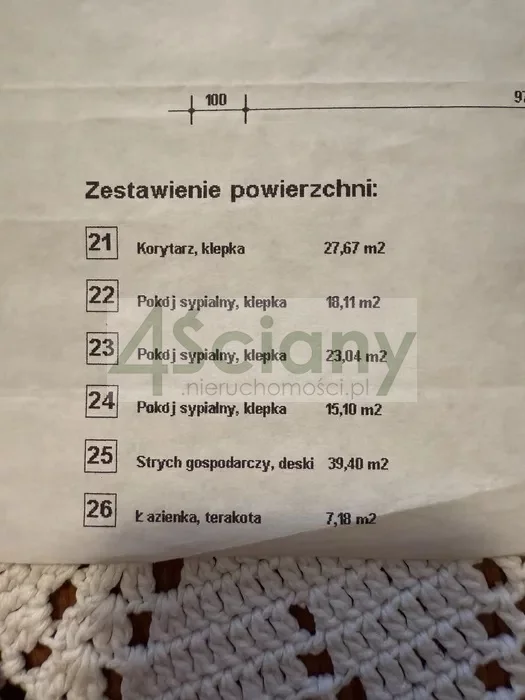 100
97
Zestawienie powierzchni:
21 Korytarz, klepka 27,67 m2
22 Pokój sypialny, klepka 18,11 m2
4Ściany
23 Pokój sypialny, klepka 23,04 m2
.nieruchomości.pl
24 Pokój sypialny, klepka 15,10 m2
25 Strych gospodarczy, deski 39,40 m2
26 Łazienka, terakota 7,18 m2